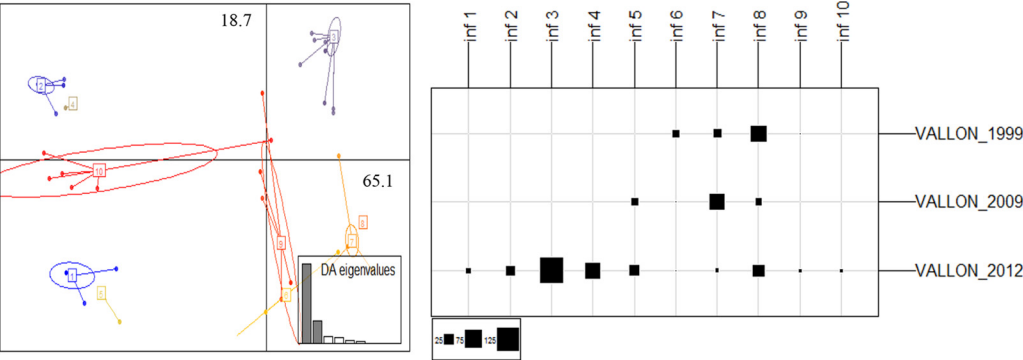 18.7
3
2
4
10
65.1
8
7
9
1
5
6
DA eigenvalues
inf 1
inf 2
inf 3
inf 4
inf 5
inf 6
inf 7
inf 8
inf 9
inf 10
VALLON_1999
VALLON_2009
VALLON_2012
25 75 125